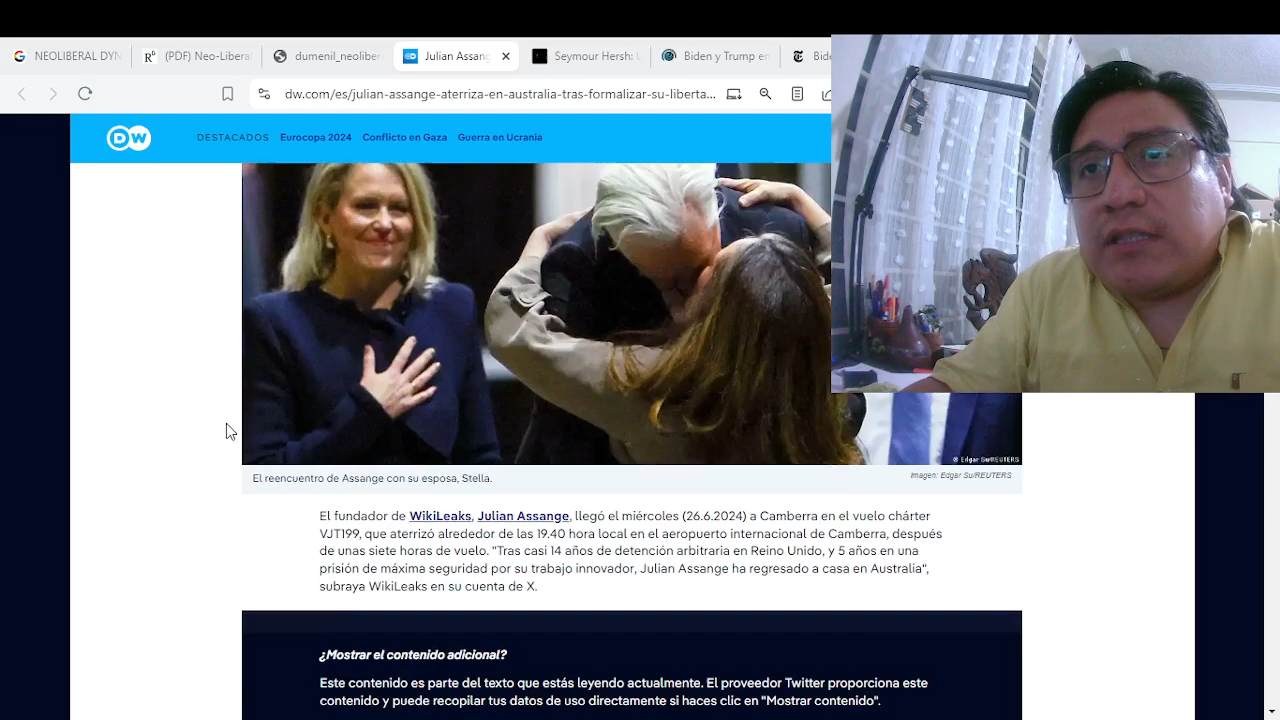 NEOLIBERAL DYN
(PDF) Neo-Liberal
dumenil_neoliber
Julian Assang
Seymour Hersh: U
Biden y Trump en
Bide
dw.com/es/julian-assange-aterriza-en-australia-tras-formalizar-su-liberta...
DW
DESTACADOS Eurocopa 2024 Conflicto en Gaza Guerra en Ucrania
© Edgar Su/REUTERS
El reencuentro de Assange con su esposa, Stella.
Imagen: Edgar Su/REUTERS
El fundador de WikiLeaks, Julian Assange, llegó el miércoles (26.6.2024) a Camberra en el vuelo chárter
VJT199, que aterrizó alrededor de las 19.40 hora local en el aeropuerto internacional de Camberra, después
de unas siete horas de vuelo. "Tras casi 14 años de detención arbitraria en Reino Unido, y 5 años en una
prisión de máxima seguridad por su trabajo innovador, Julian Assange ha regresado a casa en Australia",
subraya WikiLeaks en su cuenta de X.
¿Mostrar el contenido adicional?
Este contenido es parte del texto que estás leyendo actualmente. El proveedor Twitter proporciona este
contenido y puede recopilar tus datos de uso directamente si haces clic en "Mostrar contenido".